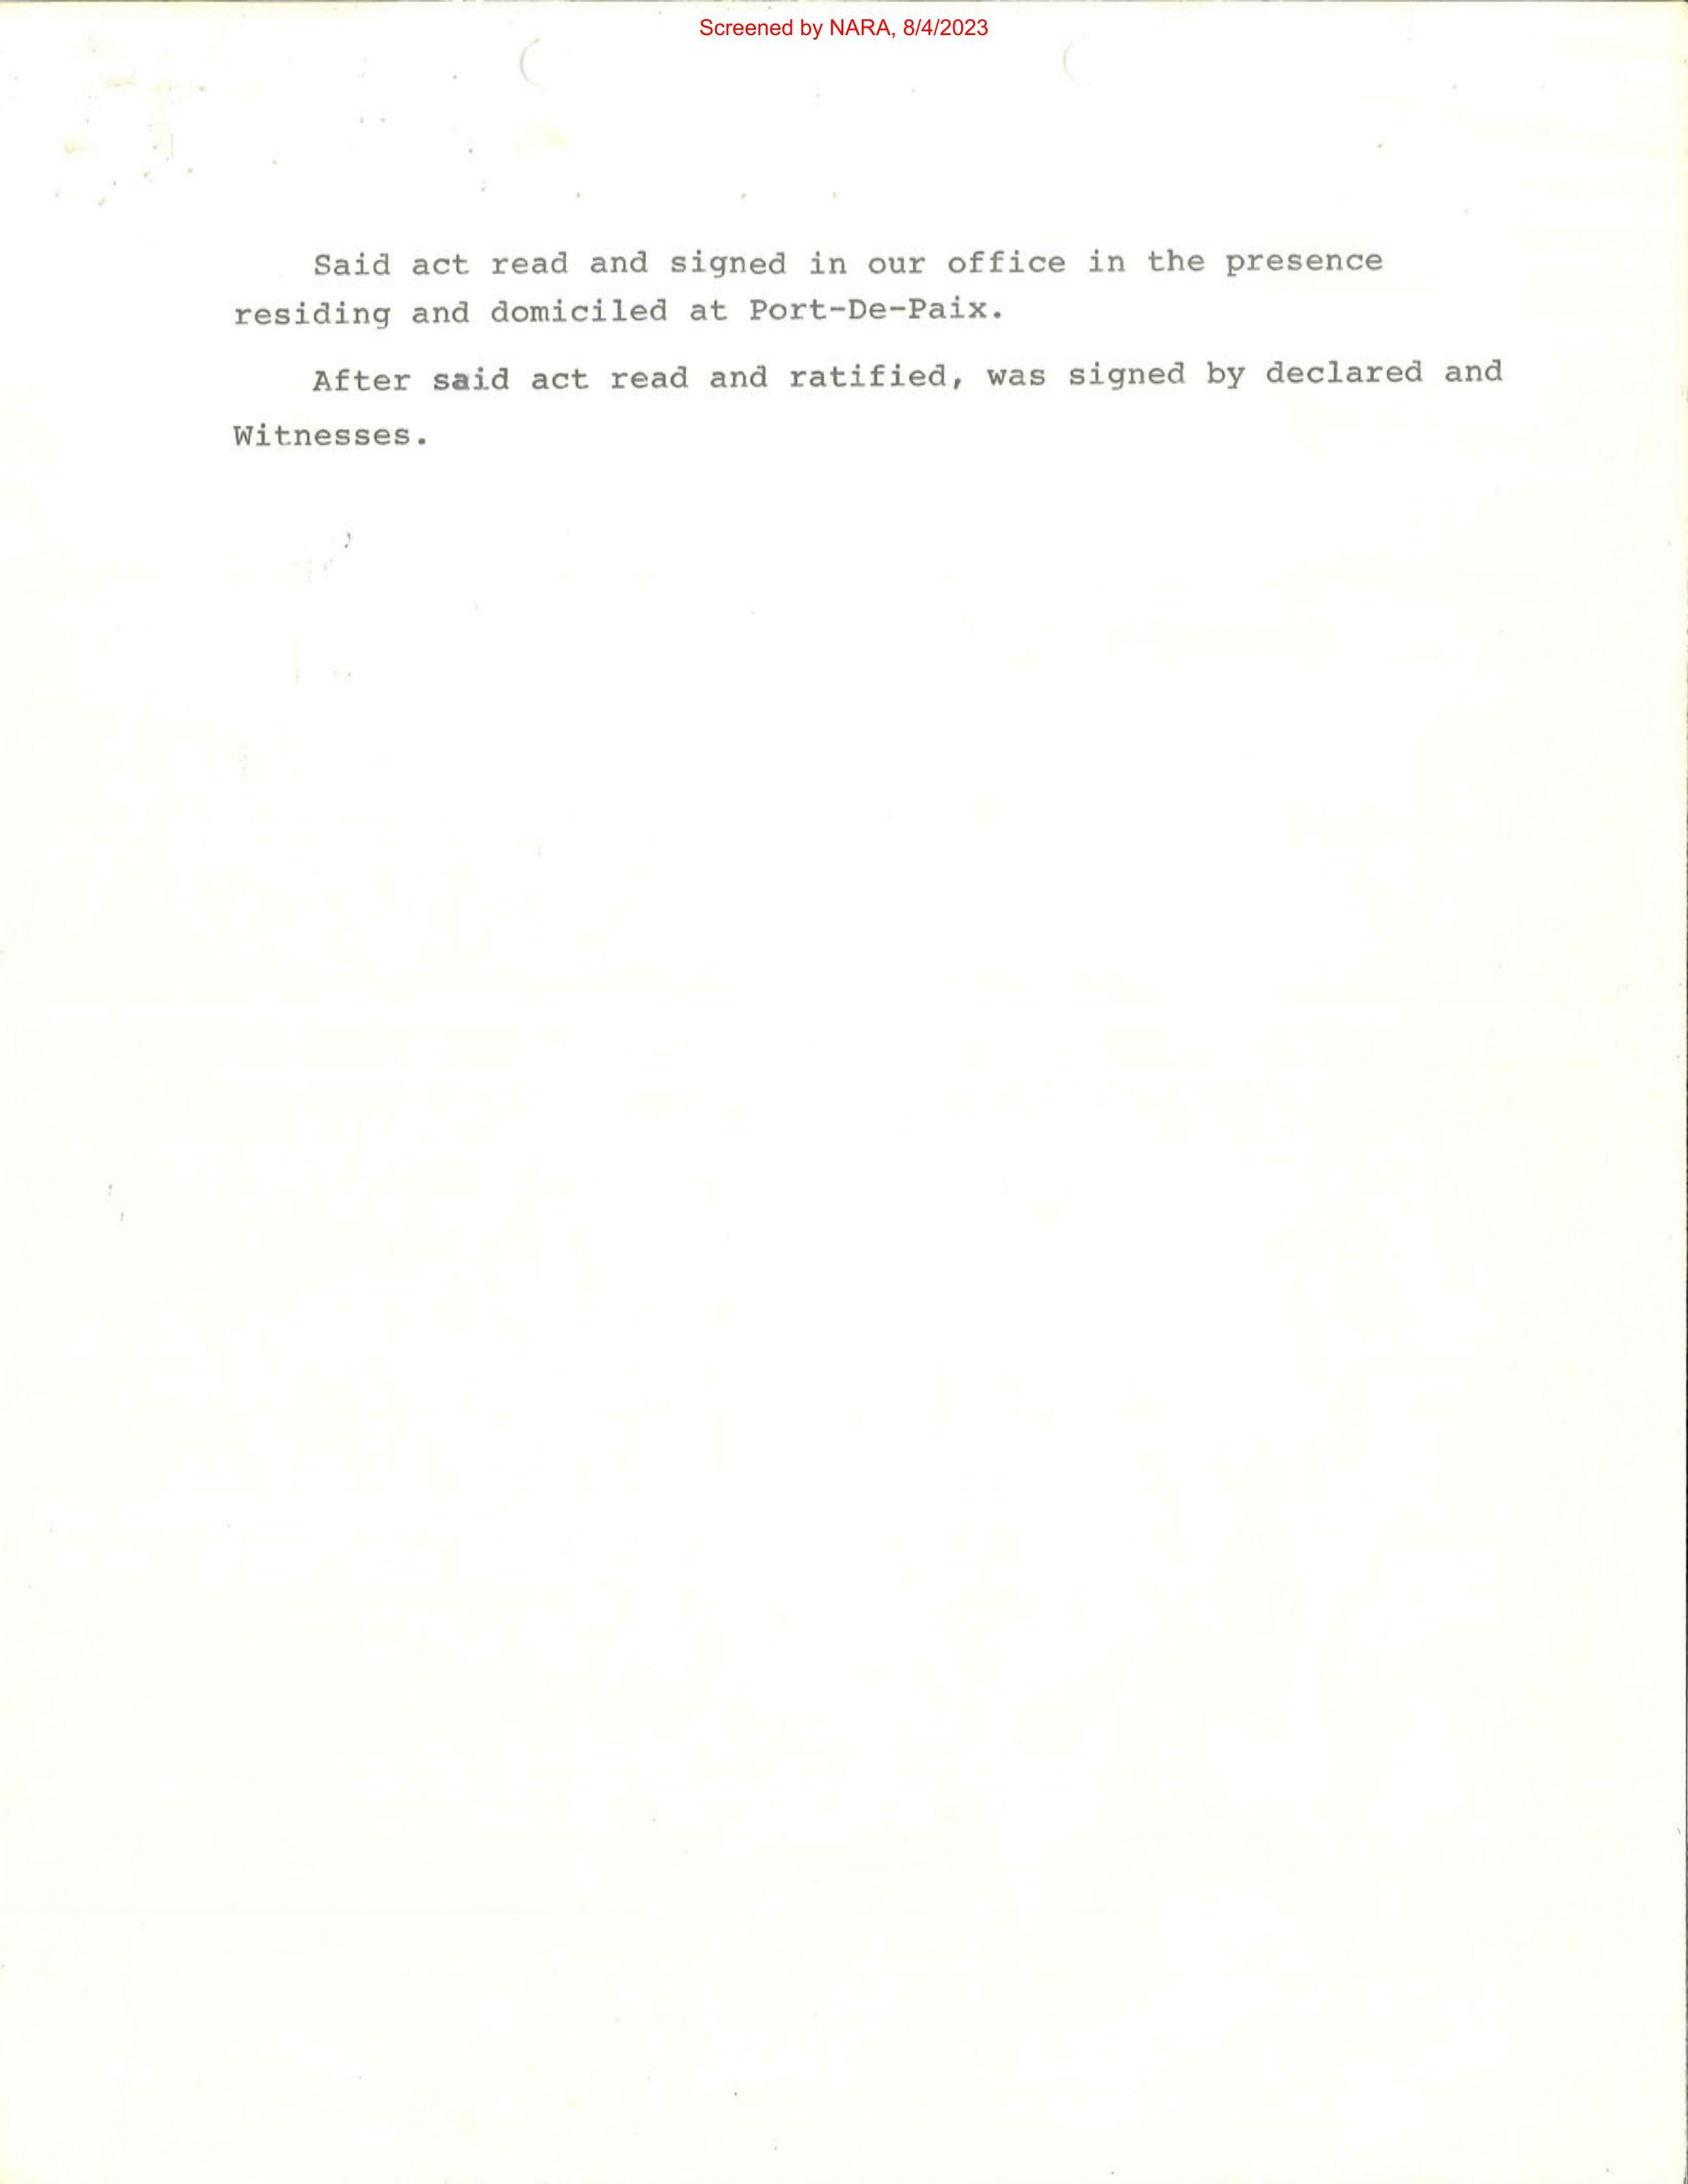 Screened by NARA, 8/4/2023
Said act read and signed in our office in the presence
residing and domiciled at Port-De-Paix.
After said act read and ratified, was signed by declared and
Witnesses.